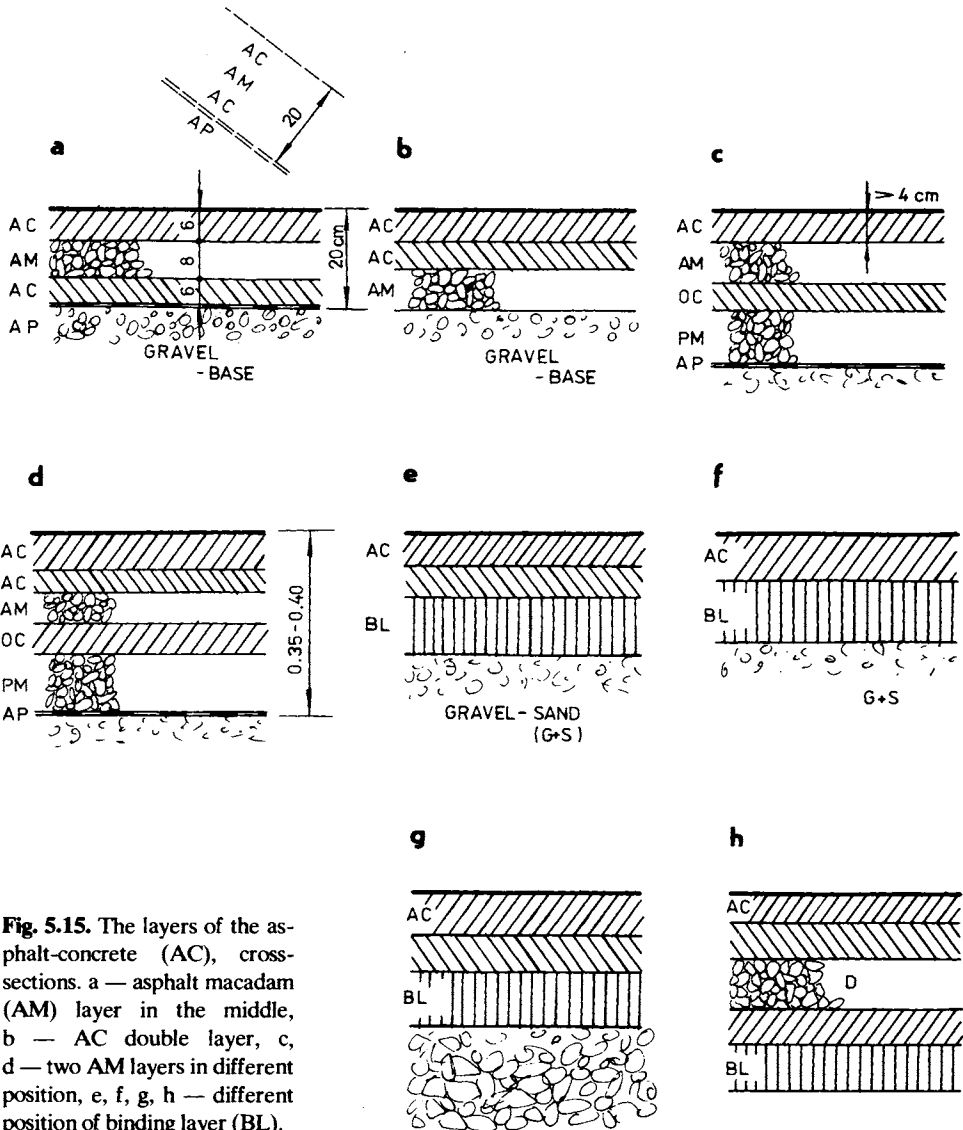 AC
AM
AC
AP
20
a
AC
AM
AC
AP
6
8
6
20cm
GRAVEL
-BASE
b
AC
AC
AM
GRAVEL
-BASE
c
AC
AM
OC
PM
AP
> 4 cm
d
AC
AC
AM
OC
PM
AP
0.35-0.40
e
AC
BL
GRAVEL-SAND
(G+S)
f
AC
BL
G+S
g
AC
BL
h
AC
D
BL
Fig. 5.15. The layers of the as-
phalt-concrete (AC), cross-
sections. a — asphalt macadam
(AM) layer in the middle,
b — AC double layer, c,
d — two AM layers in different
position, e, f, g, h — different
position of binding layer (BL).